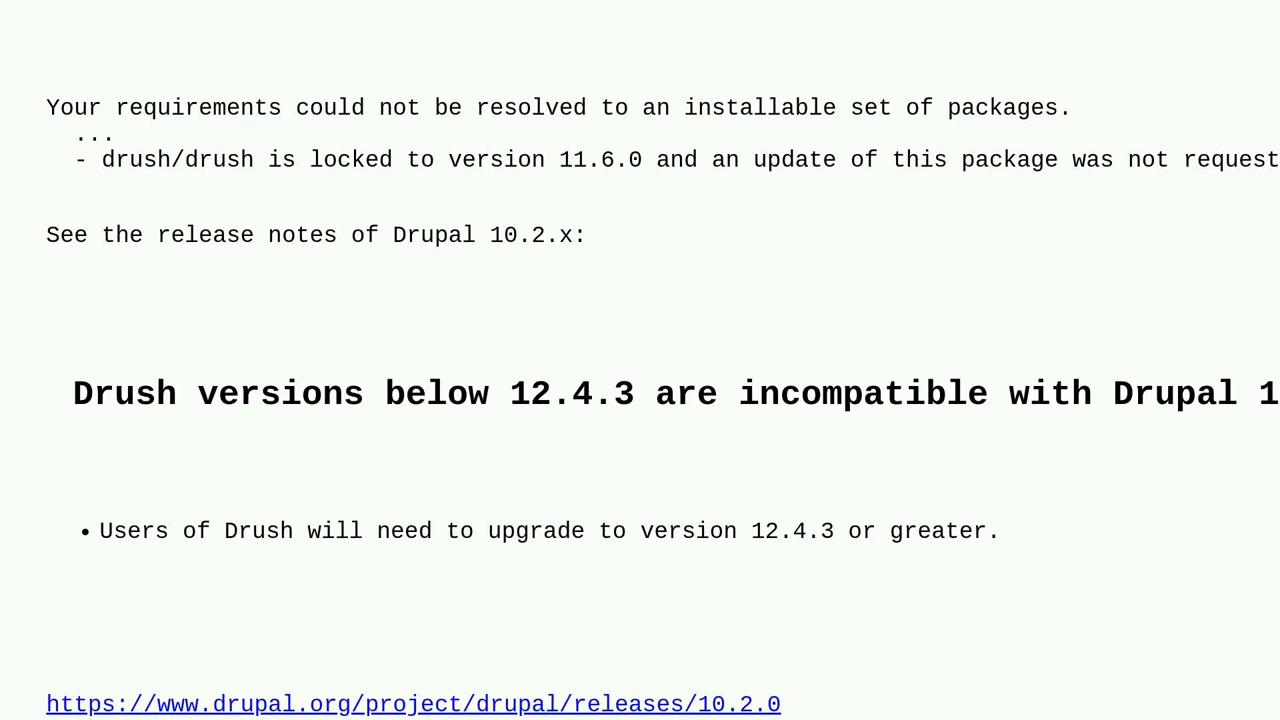 Your requirements could not be resolved to an installable set of packages.
...
- drush/drush is locked to version 11.6.0 and an update of this package was not request
See the release notes of Drupal 10.2.x:
Drush versions below 12.4.3 are incompatible with Drupal 1
• Users of Drush will need to upgrade to version 12.4.3 or greater.
https://www.drupal.org/project/drupal/releases/10.2.0